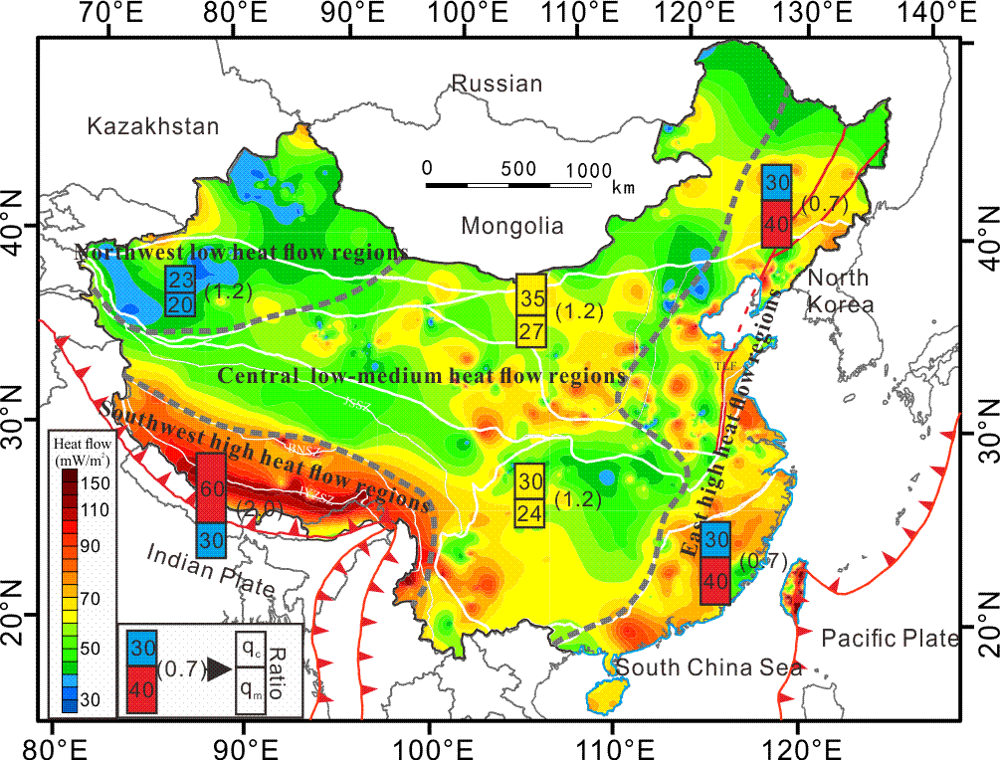 70°E 80°E 90°E 100°E 110°E 120°E 130°E 140°E
Russian
Kazakhstan
0 500 1000 km
Mongolia
40°N
40°N
30
40
(0.7)
Northwest low heat flow regions
23
20
(1.2)
35
27
(1.2)
North
Korea
TLF
Central low-medium heat flow regions
JSSZ
30°N
30°N
East high heat flow regions
Southwest high heat flow regions
BNSZ
IYZSZ
60
30
(2.0)
30
24
(1.2)
30
40
(0.7)
Heat flow
(mW/m²)
150
110
90
70
50
30
Indian Plate
20°N
20°N
Pacific Plate
South China Sea
30
40
(0.7)
qc
qm
Ratio
80°E 90°E 100°E 110°E 120°E